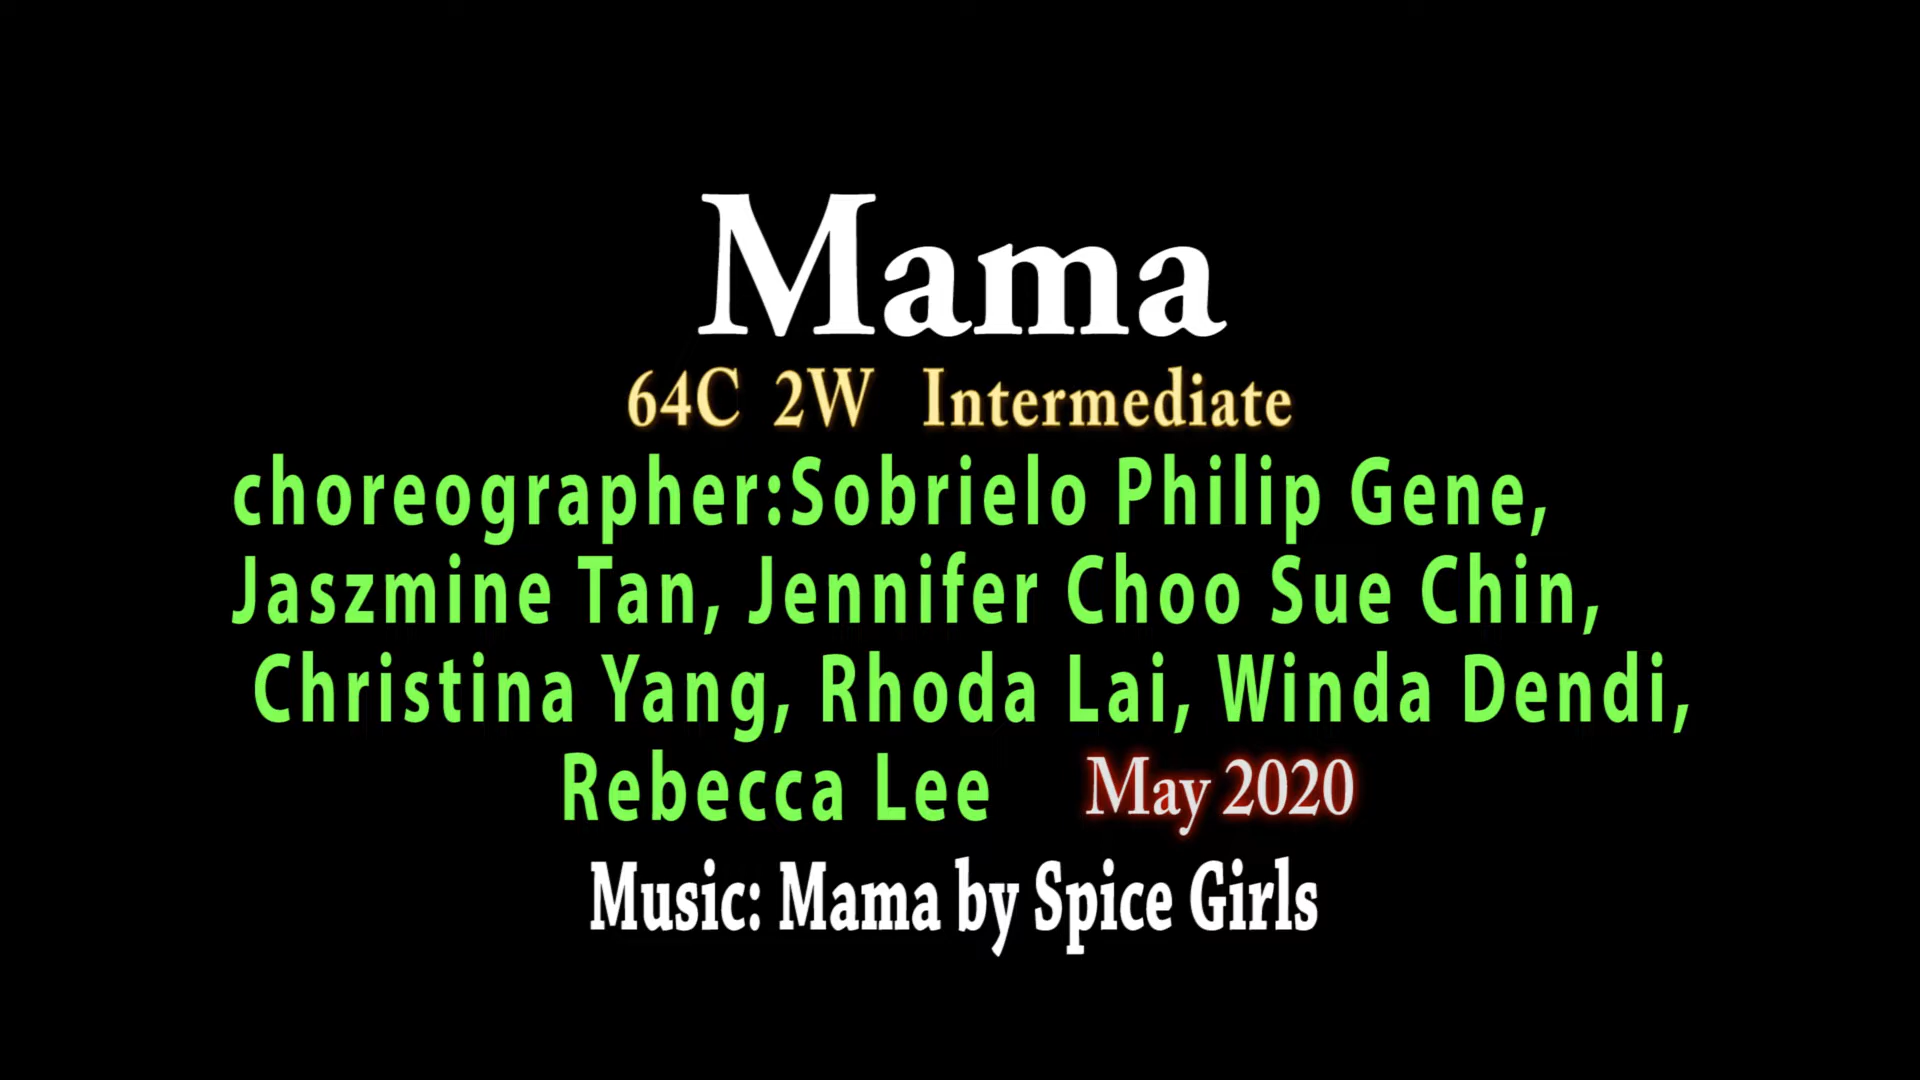 Mama
64C 2W Intermediate
choreographer:Sobrielo Philip Gene,
Jaszmine Tan, Jennifer Choo Sue Chin,
Christina Yang, Rhoda Lai, Winda Dendi,
Rebecca Lee May 2020
Music: Mama by Spice Girls